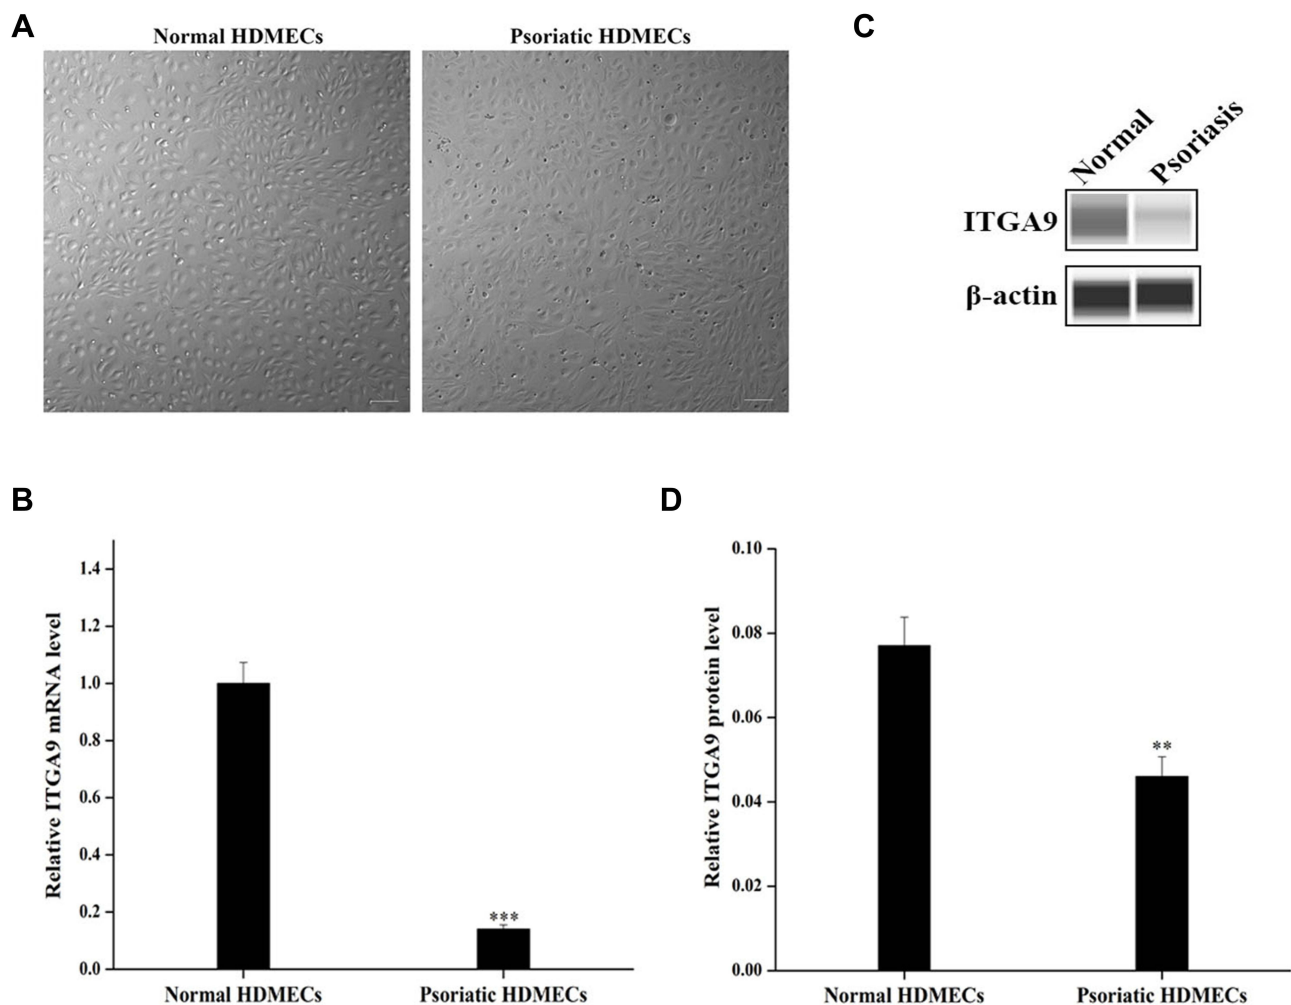 A
Normal HDMECs
Psoriatic HDMECs
C
Normal
Psoriasis
ITGA9
β-actin
B
Relative ITGA9 mRNA level
1.4
1.2
1.0
0.8
0.6
0.4
0.2
0.0
***
Normal HDMECs
Psoriatic HDMECs
D
Relative ITGA9 protein level
0.10
0.08
0.06
0.04
0.02
0.00
**
Normal HDMECs
Psoriatic HDMECs